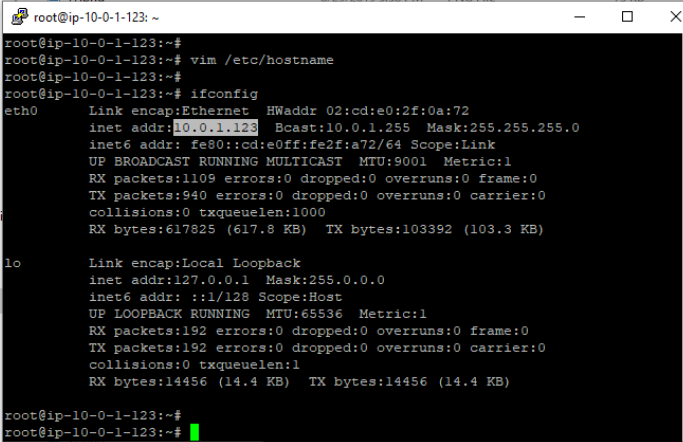 root@ip-10-0-1-123: ~
root@ip-10-0-1-123:~#
root@ip-10-0-1-123:~# vim /etc/hostname
root@ip-10-0-1-123:~#
root@ip-10-0-1-123:~# ifconfig
eth0      Link encap:Ethernet  HWaddr 02:cd:e0:2f:0a:72
          inet addr:10.0.1.123  Bcast:10.0.1.255  Mask:255.255.255.0
          inet6 addr: fe80::cd:e0ff:fe2f:a72/64 Scope:Link
          UP BROADCAST RUNNING MULTICAST  MTU:9001  Metric:1
          RX packets:1109 errors:0 dropped:0 overruns:0 frame:0
          TX packets:940 errors:0 dropped:0 overruns:0 carrier:0
          collisions:0 txqueuelen:1000
          RX bytes:617825 (617.8 KB)  TX bytes:103392 (103.3 KB)
lo        Link encap:Local Loopback
          inet addr:127.0.0.1  Mask:255.0.0.0
          inet6 addr: ::1/128 Scope:Host
          UP LOOPBACK RUNNING  MTU:65536  Metric:1
          RX packets:192 errors:0 dropped:0 overruns:0 frame:0
          TX packets:192 errors:0 dropped:0 overruns:0 carrier:0
          collisions:0 txqueuelen:1
          RX bytes:14456 (14.4 KB)  TX bytes:14456 (14.4 KB)
root@ip-10-0-1-123:~#
root@ip-10-0-1-123:~#